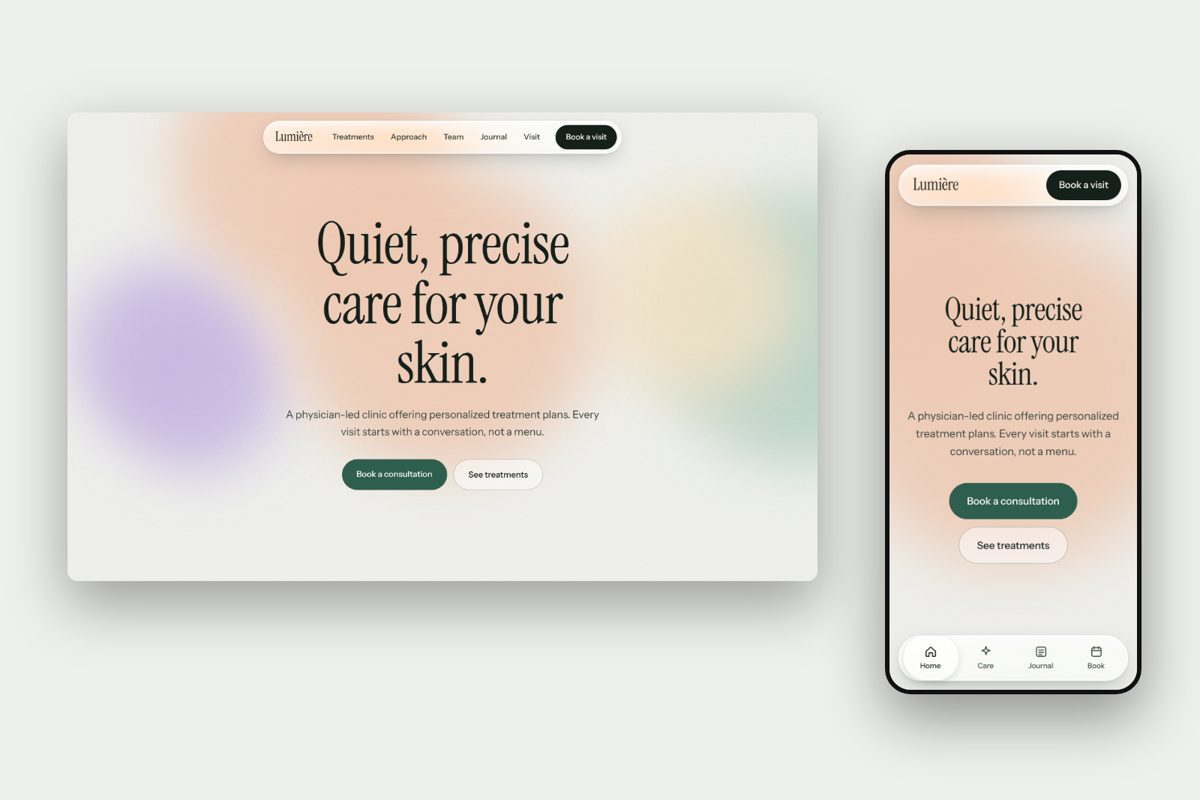 Lumière Treatments Approach Team Journal Visit Book a visit
Quiet, precise
care for your
skin.
A physician-led clinic offering personalized treatment plans. Every
visit starts with a conversation, not a menu.
Book a consultation See treatments
Lumière Book a visit
Quiet, precise
care for your
skin.
A physician-led clinic offering personalized
treatment plans. Every visit starts with a
conversation, not a menu.
Book a consultation
See treatments
Home Care Journal Book